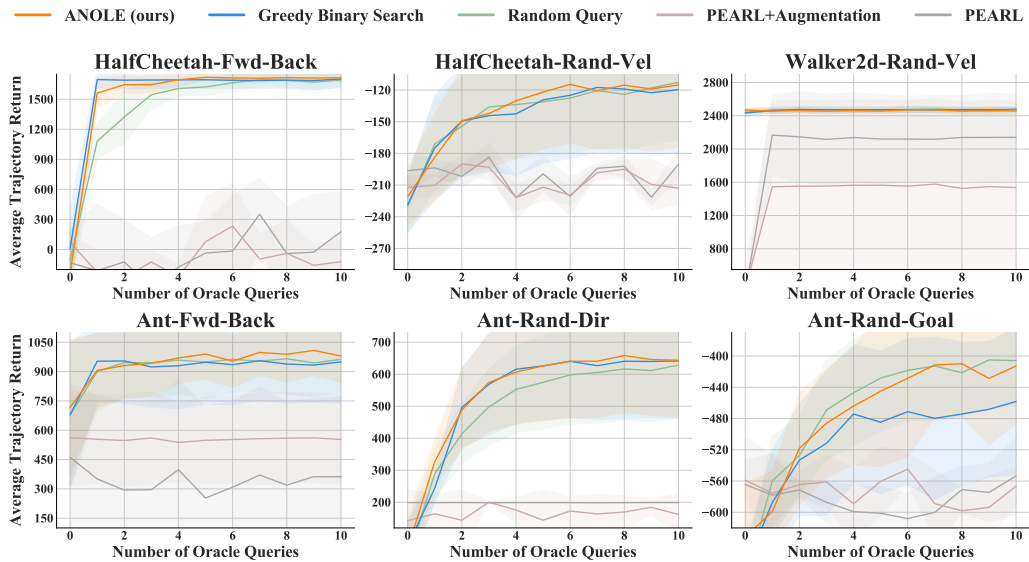 ANOLE (ours) Greedy Binary Search Random Query PEARL+Augmentation PEARL
HalfCheetah-Fwd-Back HalfCheetah-Rand-Vel Walker2d-Rand-Vel
Average Trajectory Return
1500
1200
900
600
300
0
0 2 4 6 8 10
Number of Oracle Queries
−120
−150
−180
−210
−240
−270
0 2 4 6 8 10
Number of Oracle Queries
2800
2400
2000
1600
1200
800
0 2 4 6 8 10
Number of Oracle Queries
Ant-Fwd-Back Ant-Rand-Dir Ant-Rand-Goal
Average Trajectory Return
1050
900
750
600
450
300
150
0 2 4 6 8 10
Number of Oracle Queries
700
600
500
400
300
200
0 2 4 6 8 10
Number of Oracle Queries
−400
−440
−480
−520
−560
−600
0 2 4 6 8 10
Number of Oracle Queries